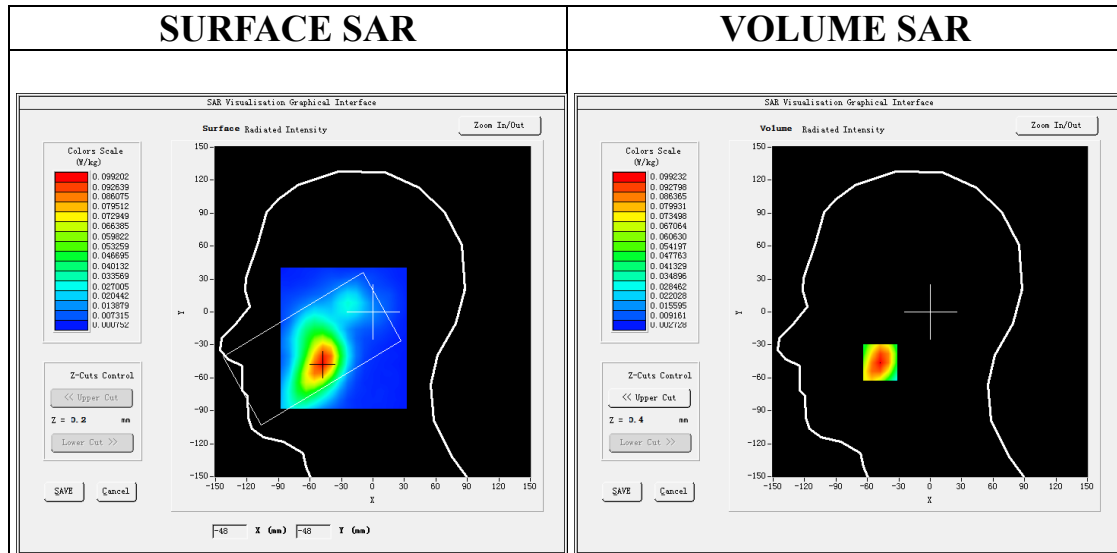 SURFACE SAR
VOLUME SAR
SAR Visualisation Graphical Interface
Surface Radiated Intensity
Zoom In/Out
Colors Scale
(W/kg)
0.099202
0.092639
0.086075
0.079512
0.072949
0.066385
0.059822
0.053259
0.046695
0.040132
0.033569
0.027005
0.020442
0.013879
0.007315
0.000752
150
120
90
60
30
0
-30
-60
-90
-120
-150
Y
-150 -120 -90 -60 -30 0 30 60 90 120 150
X
Z-Cuts Control
<< Upper Cut
Z = 0.2 mm
Lower Cut >>
SAVE Cancel
-48 X (mm) -48 Y (mm)
SAR Visualisation Graphical Interface
Volume Radiated Intensity
Zoom In/Out
Colors Scale
(W/kg)
0.099232
0.092798
0.086365
0.079931
0.073498
0.067064
0.060630
0.054197
0.047763
0.041329
0.034896
0.028462
0.022028
0.015595
0.009161
0.002728
150
120
90
60
30
0
-30
-60
-90
-120
-150
Y
-150 -120 -90 -60 -30 0 30 60 90 120 150
X
Z-Cuts Control
<< Upper Cut
Z = 0.4 mm
Lower Cut >>
SAVE Cancel